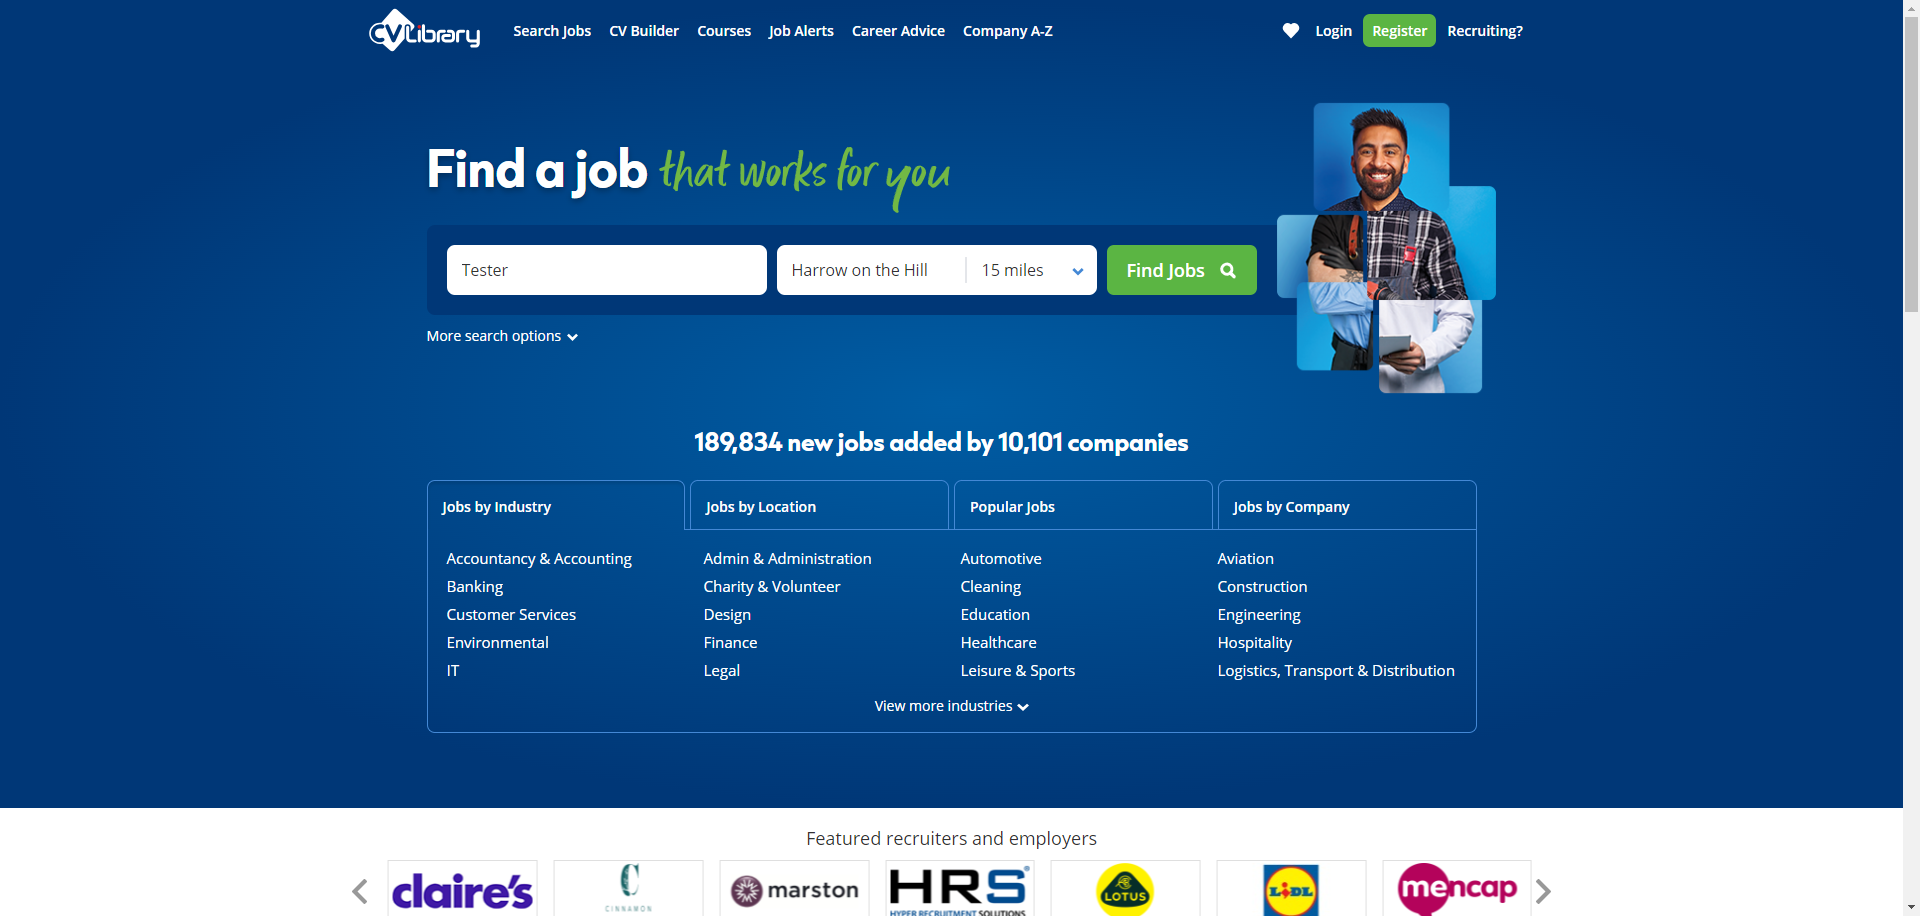 CVLibrary
Search Jobs CV Builder Courses Job Alerts Career Advice Company A-Z
Login Register Recruiting?
Find a job that works for you
Tester Harrow on the Hill 15 miles Find Jobs
More search options
189,834 new jobs added by 10,101 companies
Jobs by Industry Jobs by Location Popular Jobs Jobs by Company
Accountancy & Accounting Admin & Administration Automotive Aviation
Banking Charity & Volunteer Cleaning Construction
Customer Services Design Education Engineering
Environmental Finance Healthcare Hospitality
IT Legal Leisure & Sports Logistics, Transport & Distribution
View more industries
Featured recruiters and employers
claire's CINNAMON marston HRS LOTUS LIDL mencap
HYPER RECRUITMENT SOLUTIONS